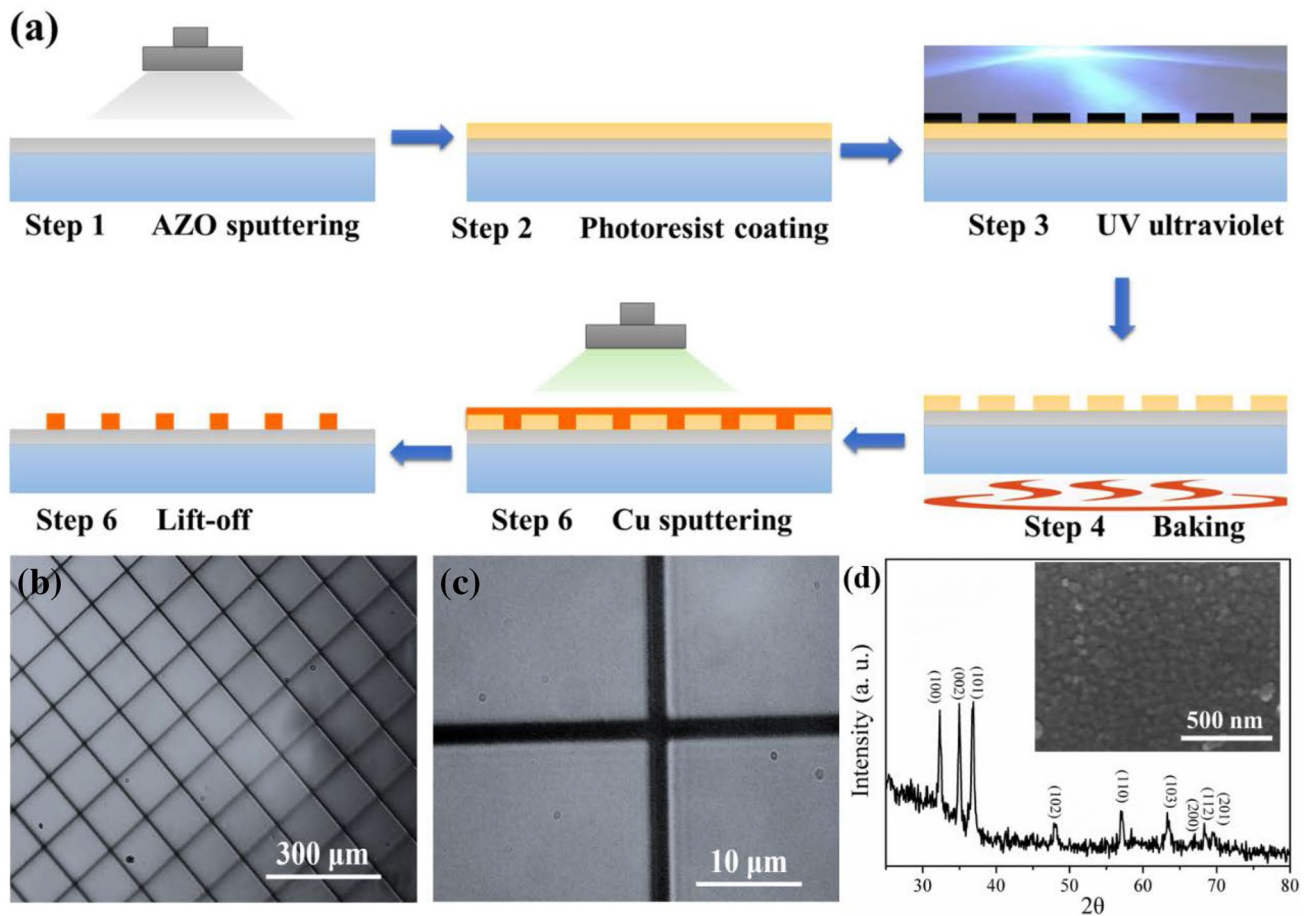 (a)
Step 1 AZO sputtering
Step 2 Photoresist coating
Step 3 UV ultraviolet
Step 6 Lift-off
Step 6 Cu sputtering
Step 4 Baking
(b)
300 μm
(c)
10 μm
(d)
Intensity (a. u.)
(100)
(002)
(101)
(102)
(110)
(103)
(200)
(112)
(201)
500 nm
30 40 50 60 70 80
2θ